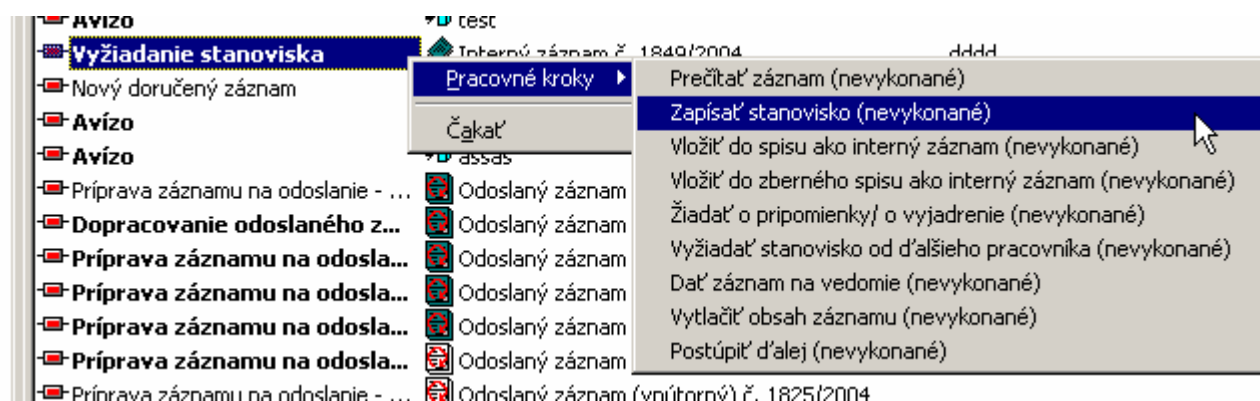 Avízo test
Vyžiadanie stanoviska Interný záznam č. 1849/2004 dddd
Nový doručený záznam
Avízo
Avízo assas
Príprava záznamu na odoslanie - ... Odoslaný záznam
Dopracovanie odoslaného z... Odoslaný záznam
Príprava záznamu na odosla... Odoslaný záznam
Príprava záznamu na odosla... Odoslaný záznam
Príprava záznamu na odosla... Odoslaný záznam
Príprava záznamu na odosla... Odoslaný záznam
Príprava záznamu na odoslanie - ... Odoslaný záznam (vnútorný) č. 1825/2004
Pracovné kroky
Čakať
Prečítať záznam (nevykonané)
Zapísať stanovisko (nevykonané)
Vložiť do spisu ako interný záznam (nevykonané)
Vložiť do zberného spisu ako interný záznam (nevykonané)
Žiadať o pripomienky/ o vyjadrenie (nevykonané)
Vyžiadať stanovisko od ďalšieho pracovníka (nevykonané)
Dať záznam na vedomie (nevykonané)
Vytlačiť obsah záznamu (nevykonané)
Postúpiť ďalej (nevykonané)